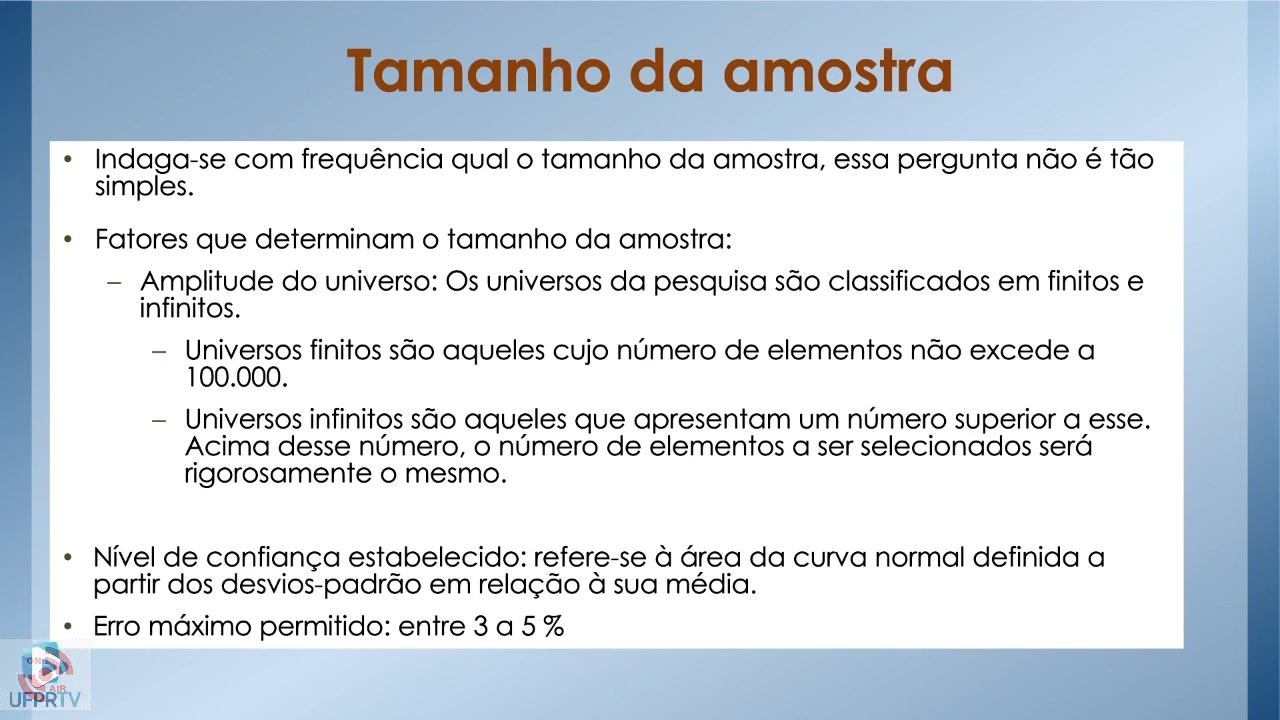 Tamanho da amostra
• Indaga-se com frequência qual o tamanho da amostra, essa pergunta não é tão
simples.
• Fatores que determinam o tamanho da amostra:
– Amplitude do universo: Os universos da pesquisa são classificados em finitos e
infinitos.
– Universos finitos são aqueles cujo número de elementos não excede a
100.000.
– Universos infinitos são aqueles que apresentam um número superior a esse.
Acima desse número, o número de elementos a ser selecionados será
rigorosamente o mesmo.
• Nível de confiança estabelecido: refere-se à área da curva normal definida a
partir dos desvios-padrão em relação à sua média.
• Erro máximo permitido: entre 3 a 5 %
ON
AIR
UFPRTV